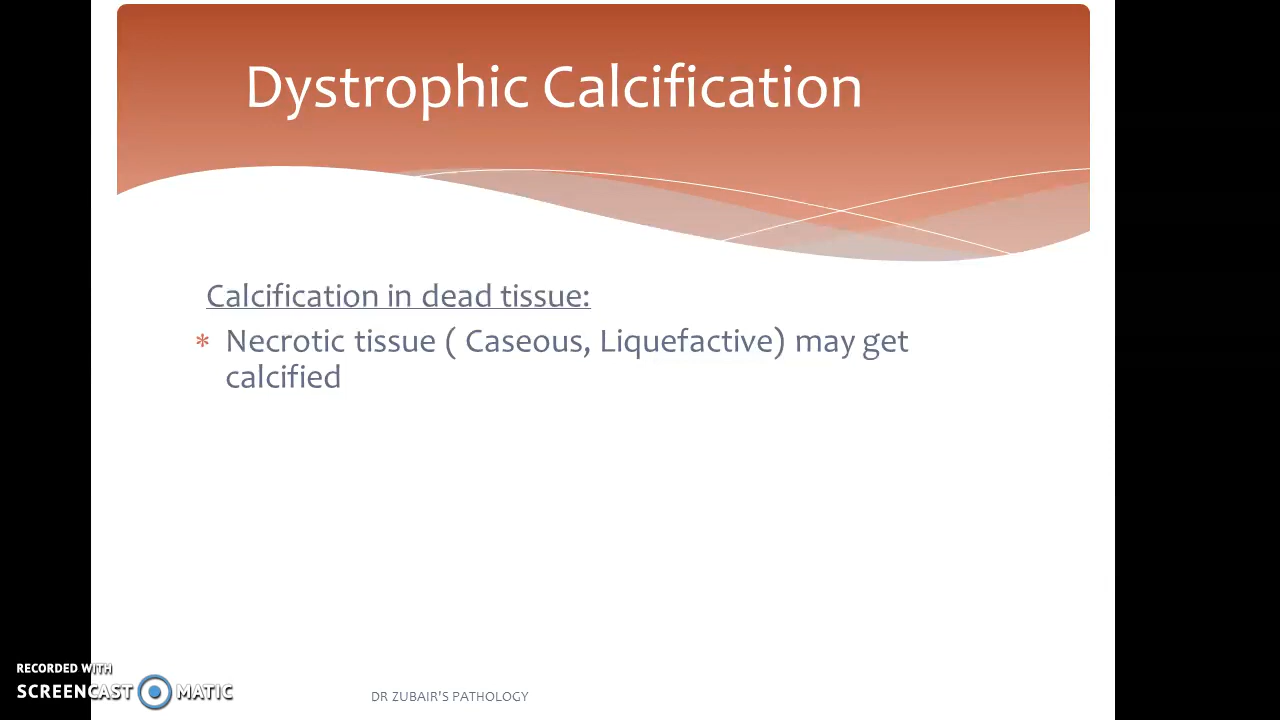 Dystrophic Calcification
Calcification in dead tissue:
* Necrotic tissue ( Caseous, Liquefactive) may get
calcified
RECORDED WITH
SCREENCAST MATIC
DR ZUBAIR'S PATHOLOGY